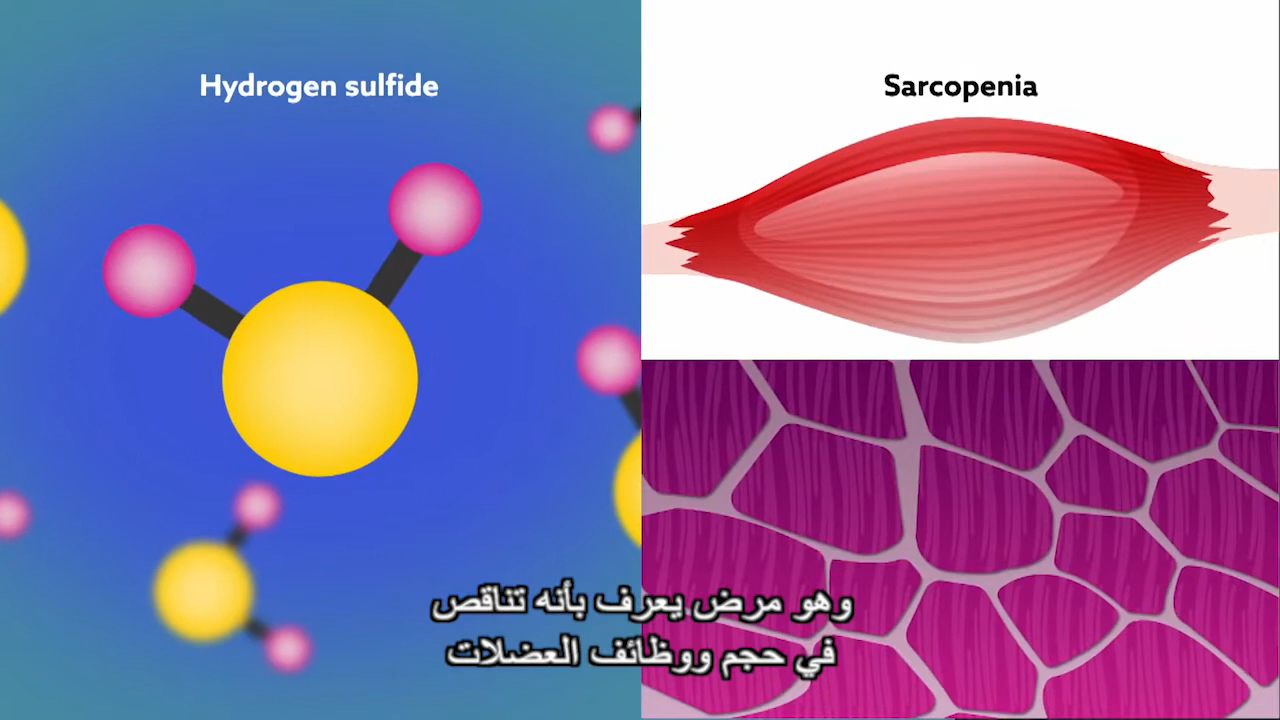 Hydrogen sulfide
Sarcopenia
وهو مرض يعرف بأنه تناقص
في حجم ووظائف العضلات